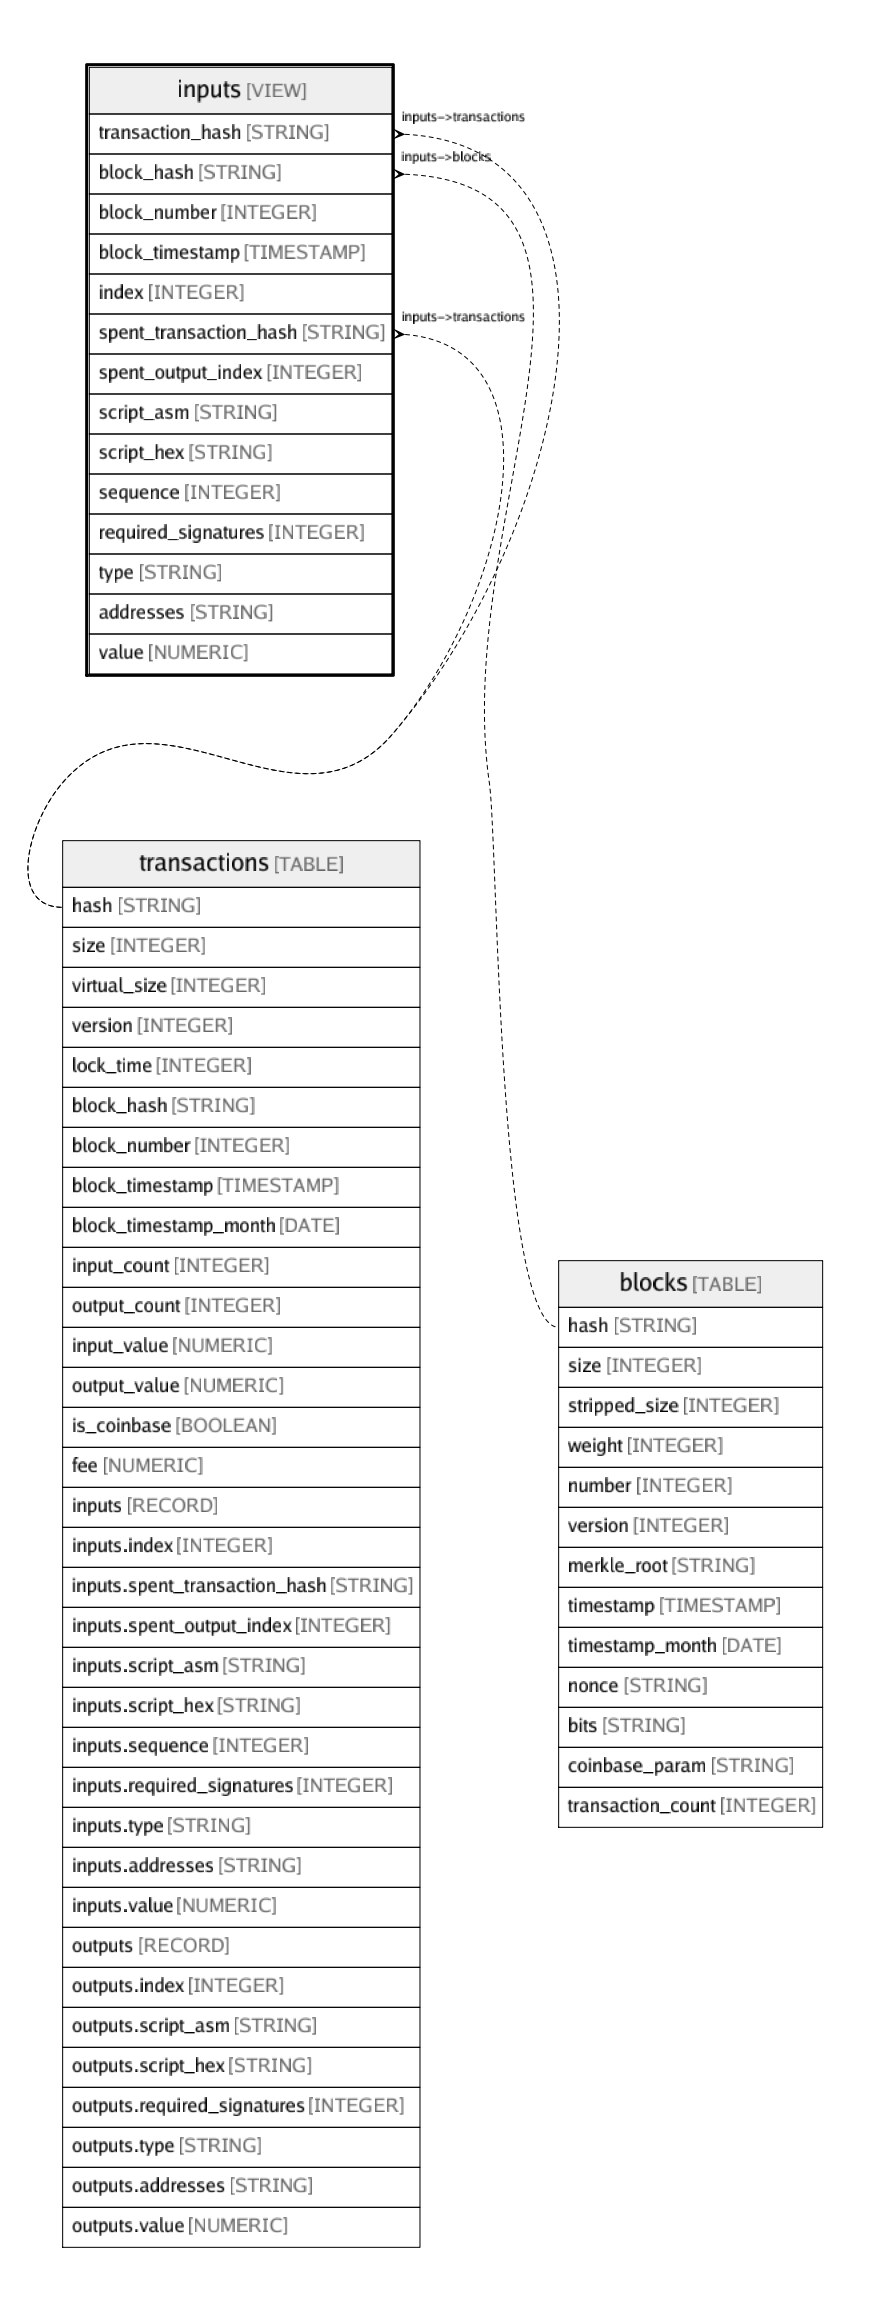 inputs [VIEW]
inputs->transactions
transaction_hash [STRING]
inputs->blocks
block_hash [STRING]
block_number [INTEGER]
block_timestamp [TIMESTAMP]
index [INTEGER]
inputs->transactions
spent_transaction_hash [STRING]
spent_output_index [INTEGER]
script_asm [STRING]
script_hex [STRING]
sequence [INTEGER]
required_signatures [INTEGER]
type [STRING]
addresses [STRING]
value [NUMERIC]
transactions [TABLE]
hash [STRING]
size [INTEGER]
virtual_size [INTEGER]
version [INTEGER]
lock_time [INTEGER]
block_hash [STRING]
block_number [INTEGER]
block_timestamp [TIMESTAMP]
block_timestamp_month [DATE]
input_count [INTEGER]
output_count [INTEGER]
input_value [NUMERIC]
output_value [NUMERIC]
is_coinbase [BOOLEAN]
fee [NUMERIC]
inputs [RECORD]
inputs.index [INTEGER]
inputs.spent_transaction_hash [STRING]
inputs.spent_output_index [INTEGER]
inputs.script_asm [STRING]
inputs.script_hex [STRING]
inputs.sequence [INTEGER]
inputs.required_signatures [INTEGER]
inputs.type [STRING]
inputs.addresses [STRING]
inputs.value [NUMERIC]
outputs [RECORD]
outputs.index [INTEGER]
outputs.script_asm [STRING]
outputs.script_hex [STRING]
outputs.required_signatures [INTEGER]
outputs.type [STRING]
outputs.addresses [STRING]
outputs.value [NUMERIC]
blocks [TABLE]
hash [STRING]
size [INTEGER]
stripped_size [INTEGER]
weight [INTEGER]
number [INTEGER]
version [INTEGER]
merkle_root [STRING]
timestamp [TIMESTAMP]
timestamp_month [DATE]
nonce [STRING]
bits [STRING]
coinbase_param [STRING]
transaction_count [INTEGER]